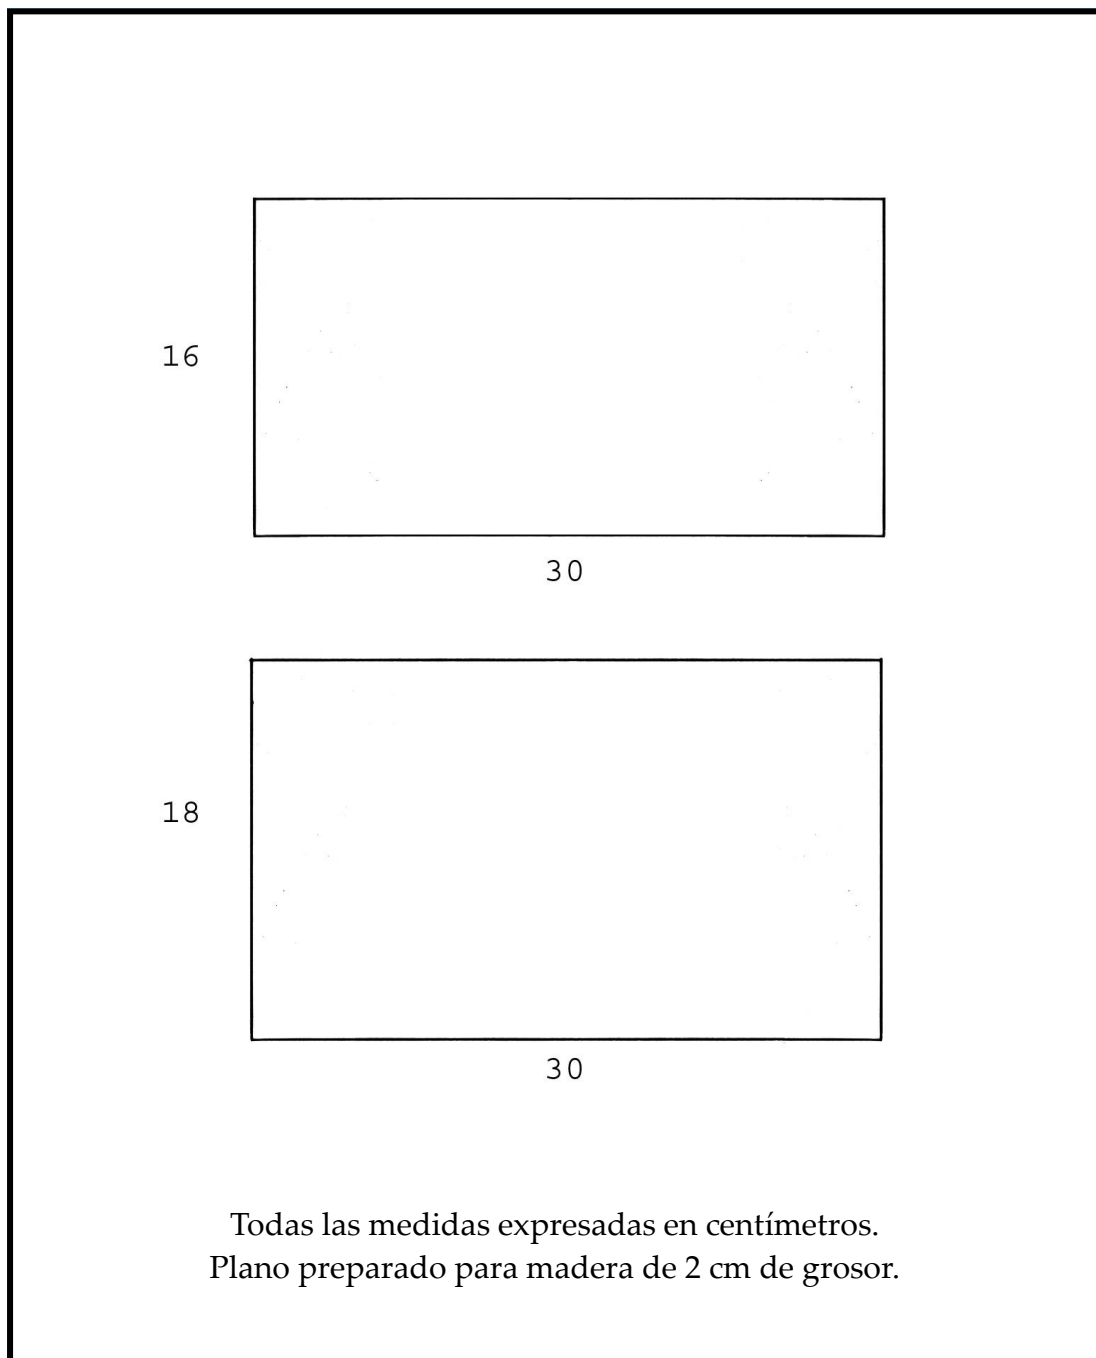 16
30
18
30
Todas las medidas expresadas en centímetros.
Plano preparado para madera de 2 cm de grosor.